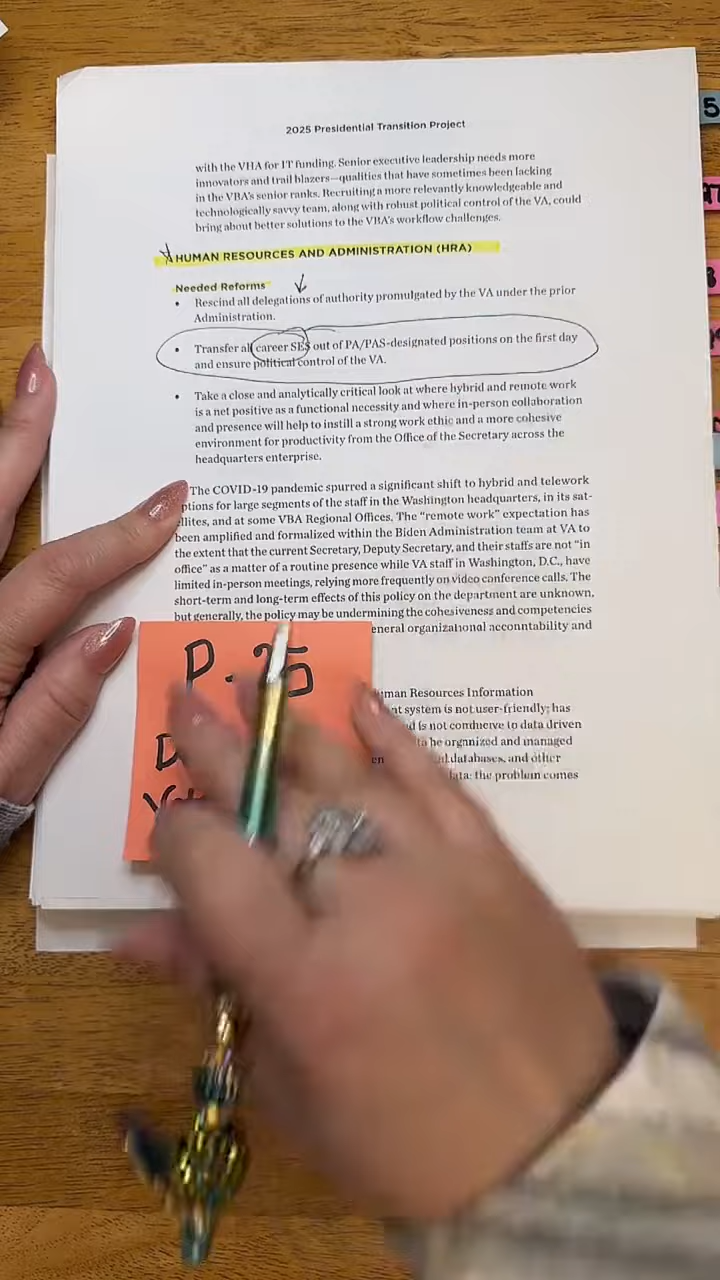 2025 Presidential Transition Project
with the VHA for IT funding. Senior executive leadership needs more
innovators and trail blazers—qualities that have sometimes been lacking
in the VBA's senior ranks. Recruiting a more relevantly knowledgeable and
technologically savvy team, along with robust political control of the VA, could
bring about better solutions to the VBA's workflow challenges.
HUMAN RESOURCES AND ADMINISTRATION (HRA)
Needed Reforms
• Rescind all delegations of authority promulgated by the VA under the prior
Administration.
• Transfer all career SES out of PA/PAS-designated positions on the first day
and ensure political control of the VA.
• Take a close and analytically critical look at where hybrid and remote work
is a net positive as a functional necessity and where in-person collaboration
and presence will help to instill a strong work ethic and a more cohesive
environment for productivity from the Office of the Secretary across the
headquarters enterprise.
The COVID-19 pandemic spurred a significant shift to hybrid and telework
ptions for large segments of the staff in the Washington headquarters, in its sat-
ellites, and at some VBA Regional Offices. The "remote work" expectation has
been amplified and formalized within the Biden Administration team at VA to
the extent that the current Secretary, Deputy Secretary, and their staffs are not "in
office" as a matter of a routine presence while VA staff in Washington, D.C., have
limited in-person meetings, relying more frequently on video conference calls. The
short-term and long-term effects of this policy on the department are unknown,
but generally, the policy may be undermining the cohesiveness and competencies
eneral organizational accountability and
uman Resources Information
nt system is not user-friendly; has
d is not conducive to data driven
to be organized and managed
databases, and other
data: the problem comes
P. 25
D
5